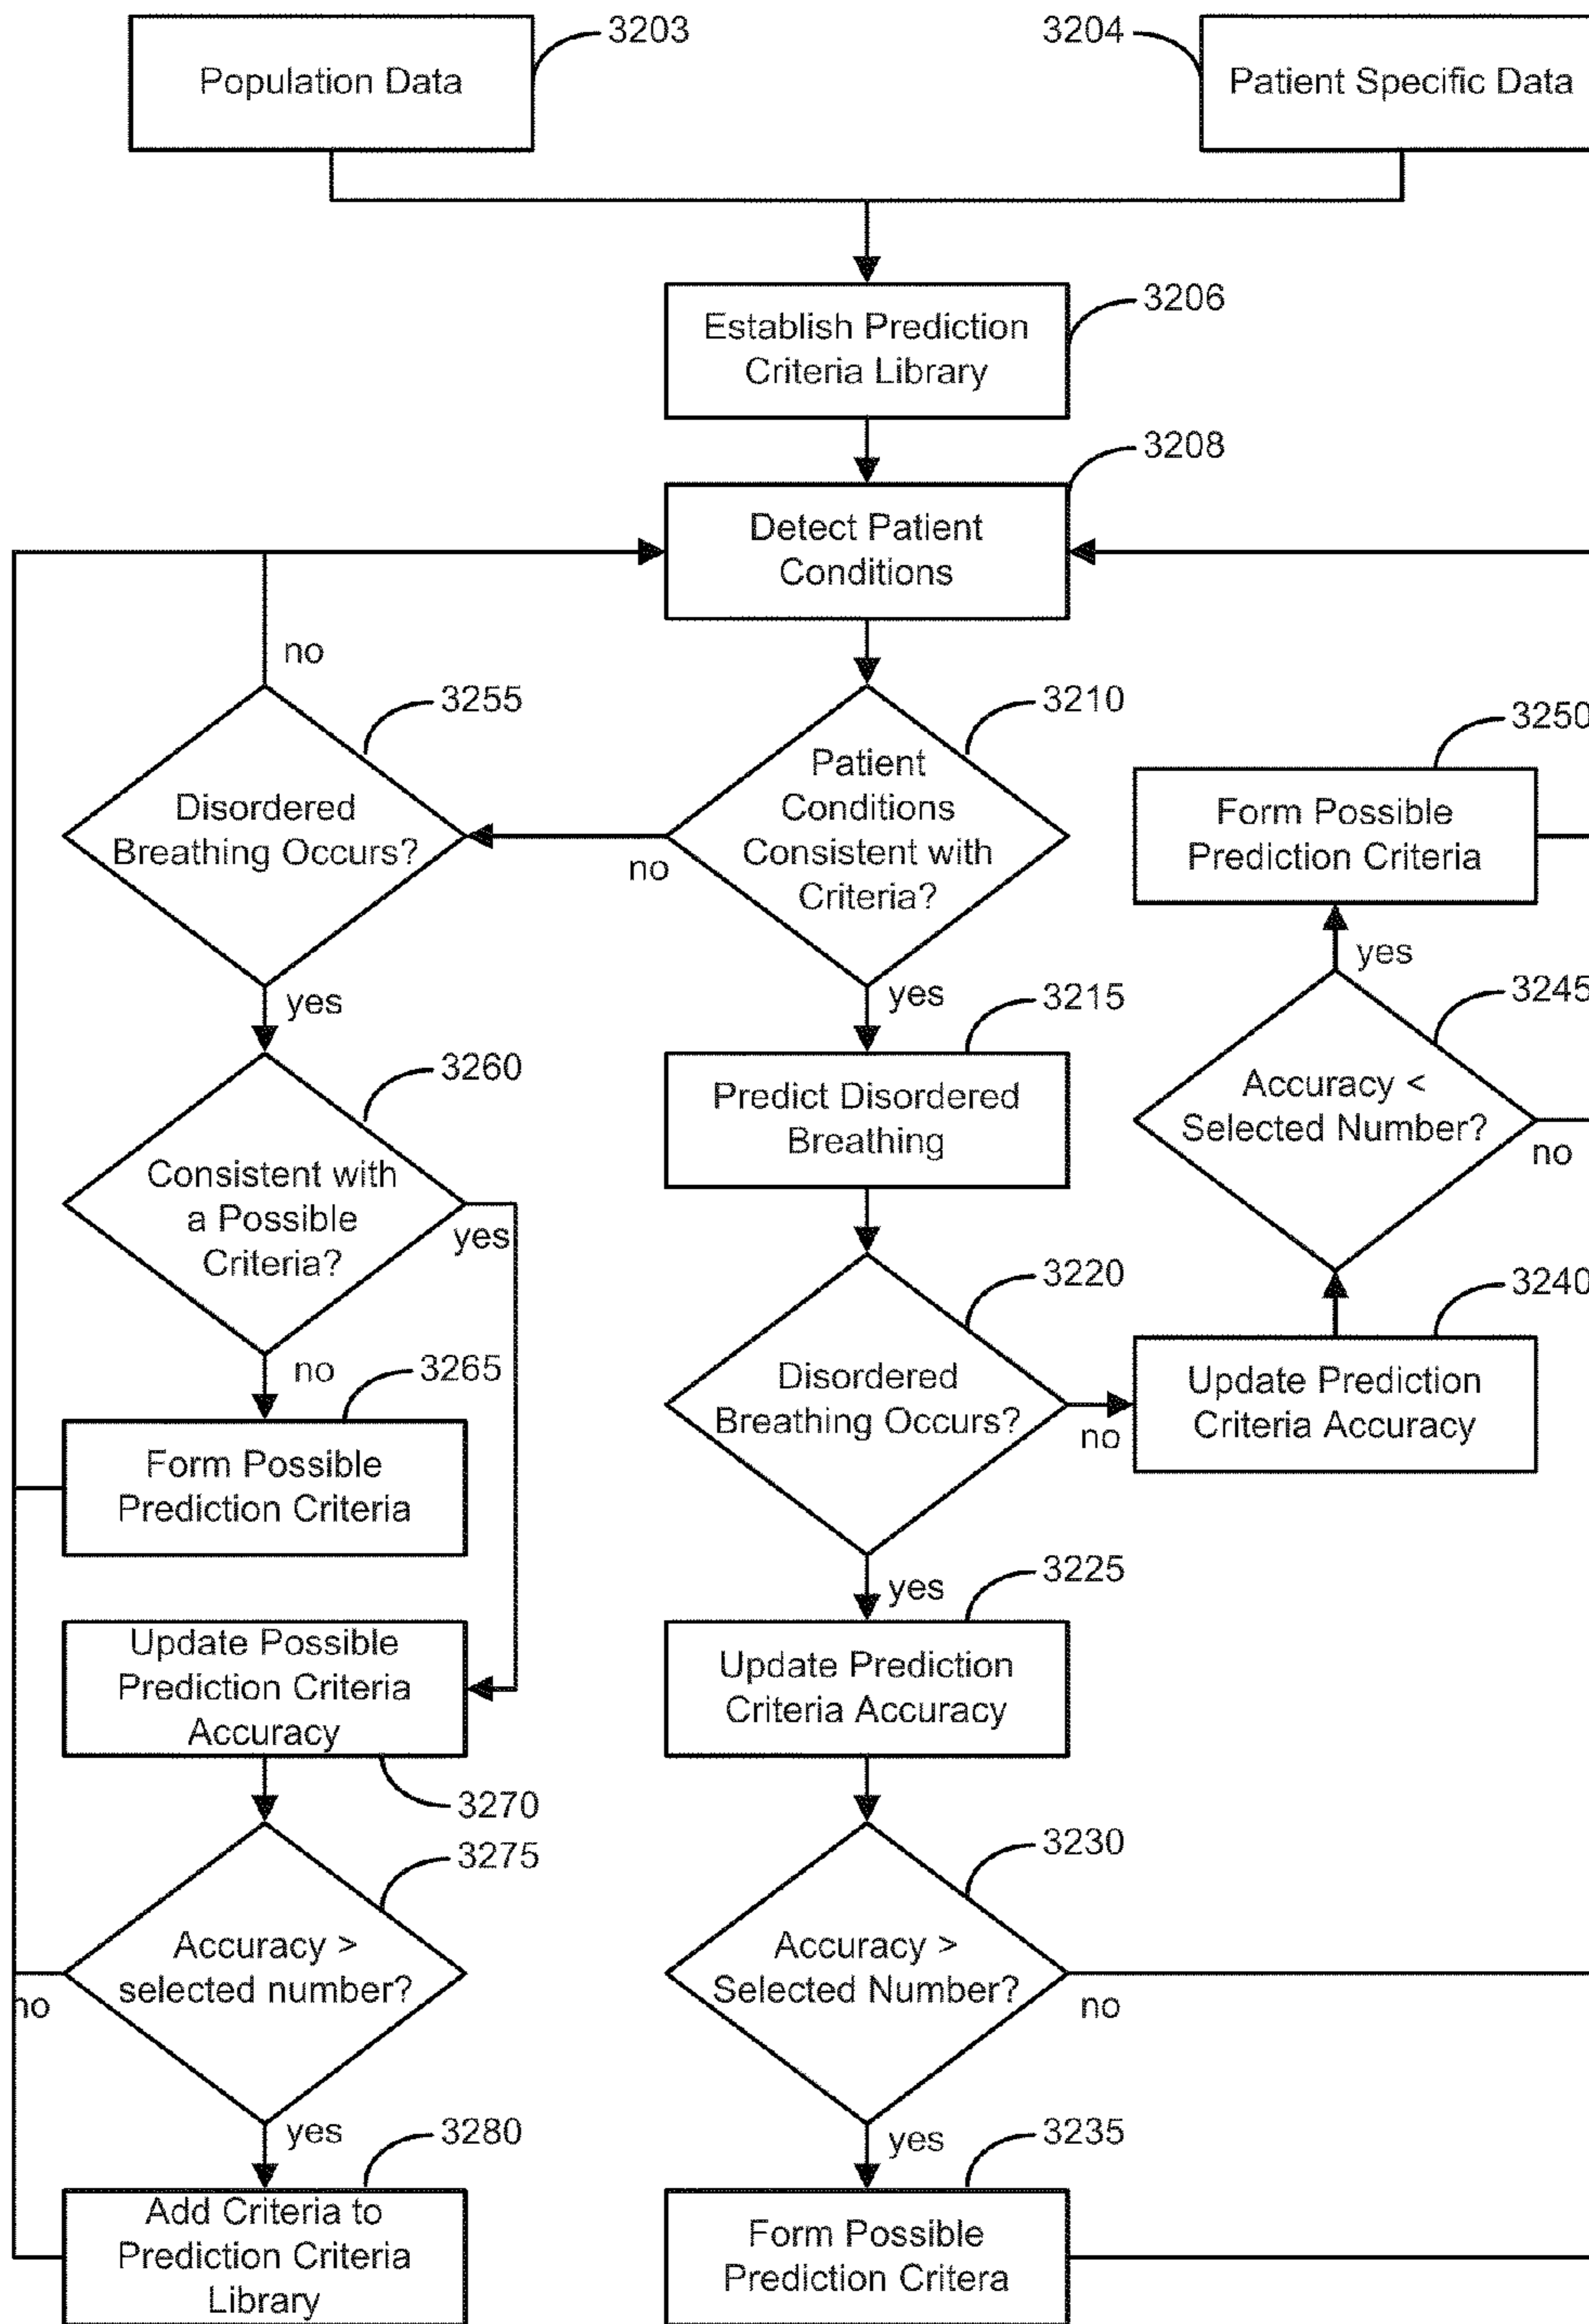 3203
3204
Population Data
Patient Specific Data
3206
Establish Prediction
Criteria Library
3208
Detect Patient
Conditions
no
3255
3210
3250
Disordered
Breathing Occurs?
no
Patient
Conditions
Consistent with
Criteria?
Form Possible
Prediction Criteria
yes
yes
3215
yes
3245
3260
Predict Disordered
Breathing
Accuracy <
Selected Number?
no
Consistent with
a Possible
Criteria?
yes
3220
3240
no
3265
Disordered
Breathing Occurs?
no
Update Prediction
Criteria Accuracy
Form Possible
Prediction Criteria
yes
3225
Update Possible
Prediction Criteria
Accuracy
Update Prediction
Criteria Accuracy
3270
3275
3230
Accuracy >
selected number?
no
Accuracy >
Selected Number?
no
yes
3280
yes
3235
Add Criteria to
Prediction Criteria
Library
Form Possible
Prediction Critera